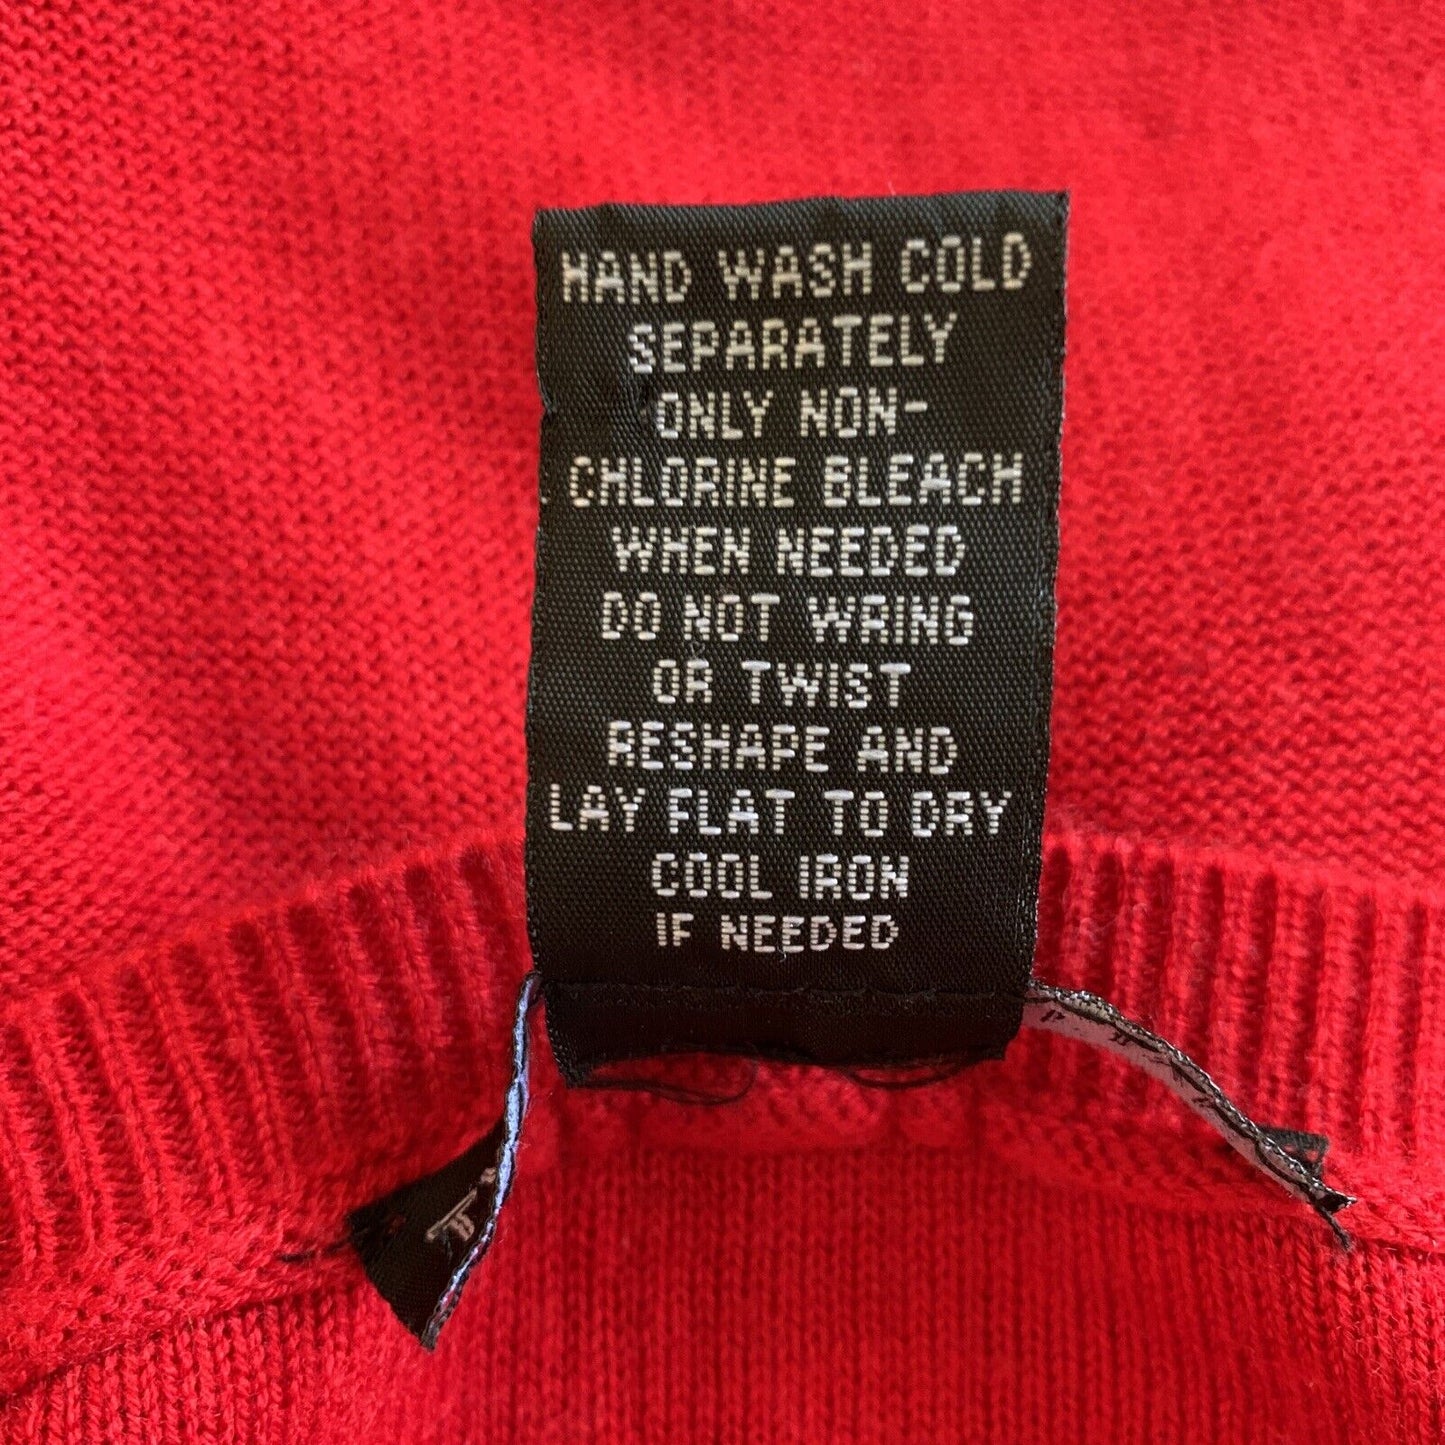 HAND WASH COLD
SEPARATELY
ONLY NON-
CHLORINE BLEACH
WHEN NEEDED
DO NOT WRING
OR TWIST
RESHAPE AND
LAY FLAT TO DRY
COOL IRON
IF NEEDED